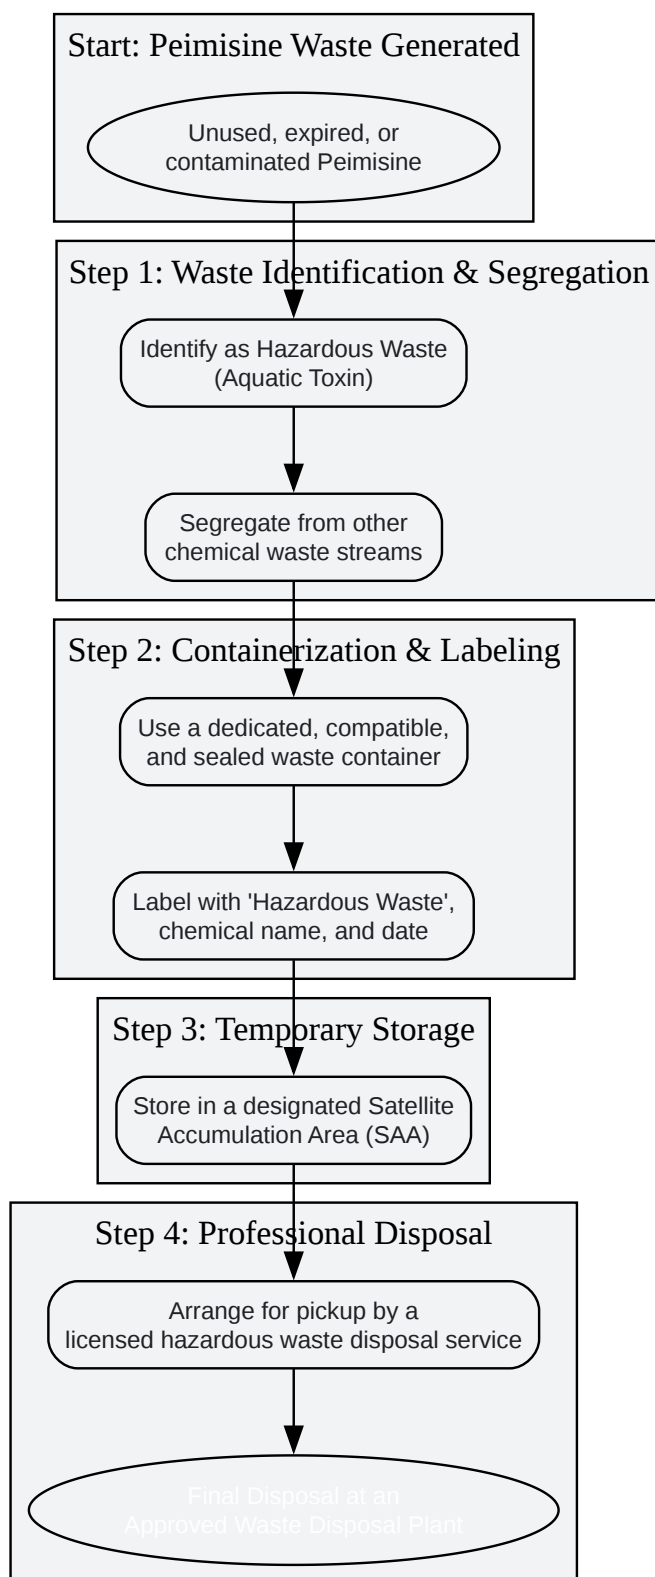 Start: Peimisine Waste Generated
Unused, expired, or
contaminated Peimisine
Step 1: Waste Identification & Segregation
Identify as Hazardous Waste
(Aquatic Toxin)
Segregate from other
chemical waste streams
Step 2: Containerization & Labeling
Use a dedicated, compatible,
and sealed waste container
Label with 'Hazardous Waste',
chemical name, and date
Step 3: Temporary Storage
Store in a designated Satellite
Accumulation Area (SAA)
Step 4: Professional Disposal
Arrange for pickup by a
licensed hazardous waste disposal service
Final Disposal at an
Approved Waste Disposal Plant